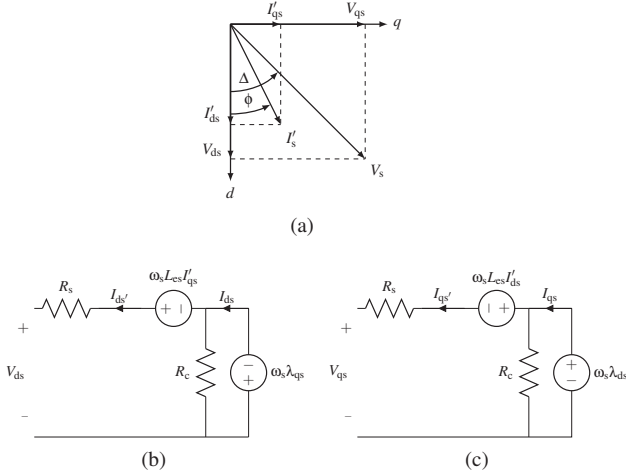 I′qs V′qs q
Δ
ϕ
I′ds
I′s
Vds
Vs
d
(a)
Rs Ids′ ωsLesI′qs Ids
+ − 
+
Vds
−
Rc
−
+
ωsλqs
(b)
Rs Iqs′ ωsLesI′ds Iqs
− +
+
Vqs
−
Rc
+
−
ωsλds
(c)